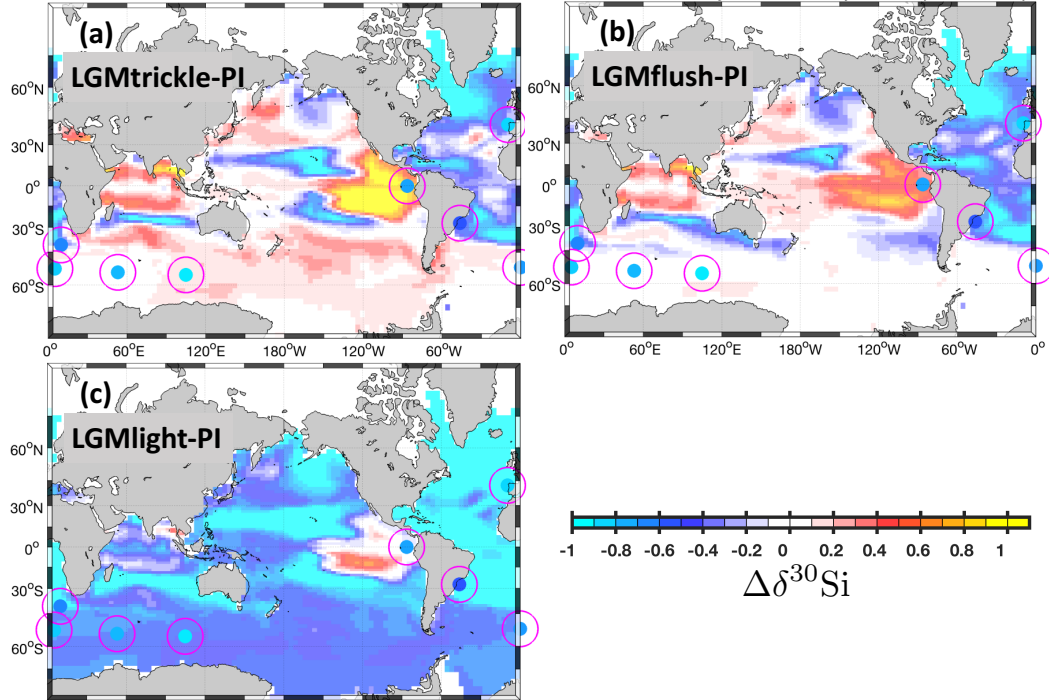 (a)
LGMtrickle-PI
60°N
30°N
0°
30°S
60°S
0°
60°E
120°E
180°W
120°W
60°W
(b)
LGMflush-PI
60°N
30°N
0°
30°S
60°S
0°
60°E
120°E
180°W
120°W
60°W
0°
(c)
LGMlight-PI
60°N
30°N
0°
30°S
60°S
-1 -0.8 -0.6 -0.4 -0.2 0 0.2 0.4 0.6 0.8 1
Δδ³⁰Si